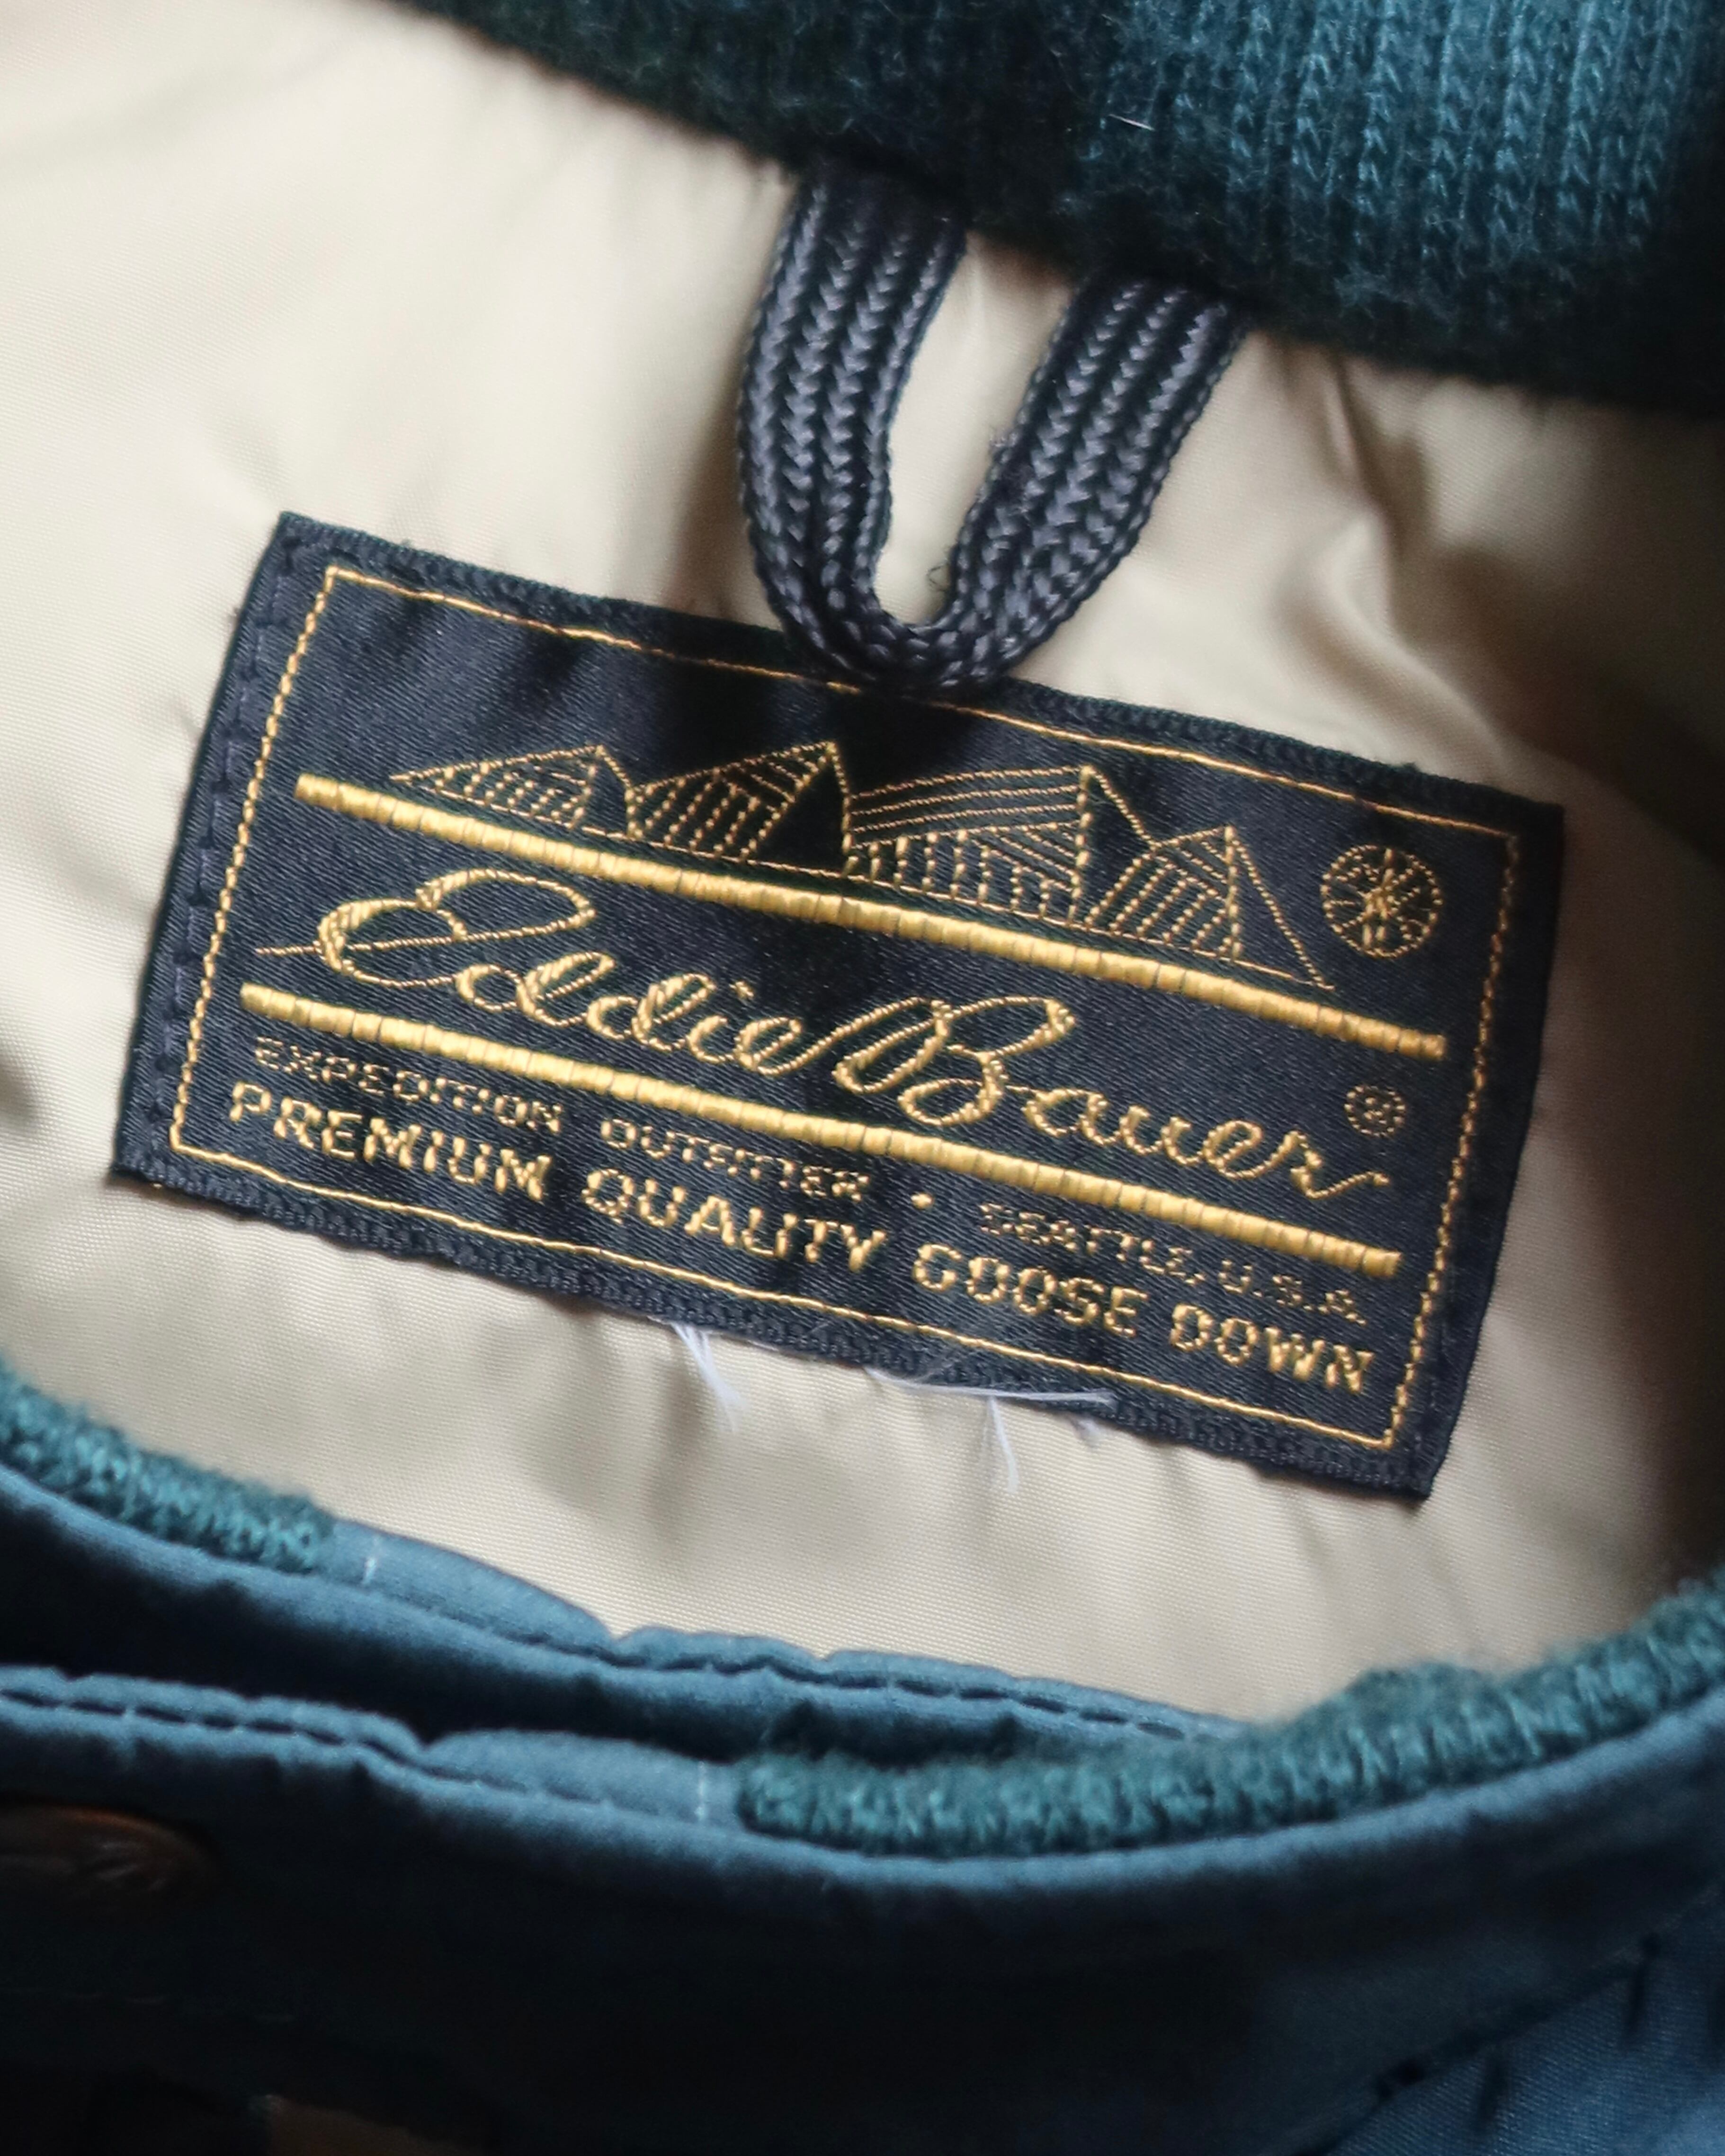 Eddie Bauer ®
EXPEDITION OUTFITTER • SEATTLE, U.S.A.
PREMIUM QUALITY GOOSE DOWN